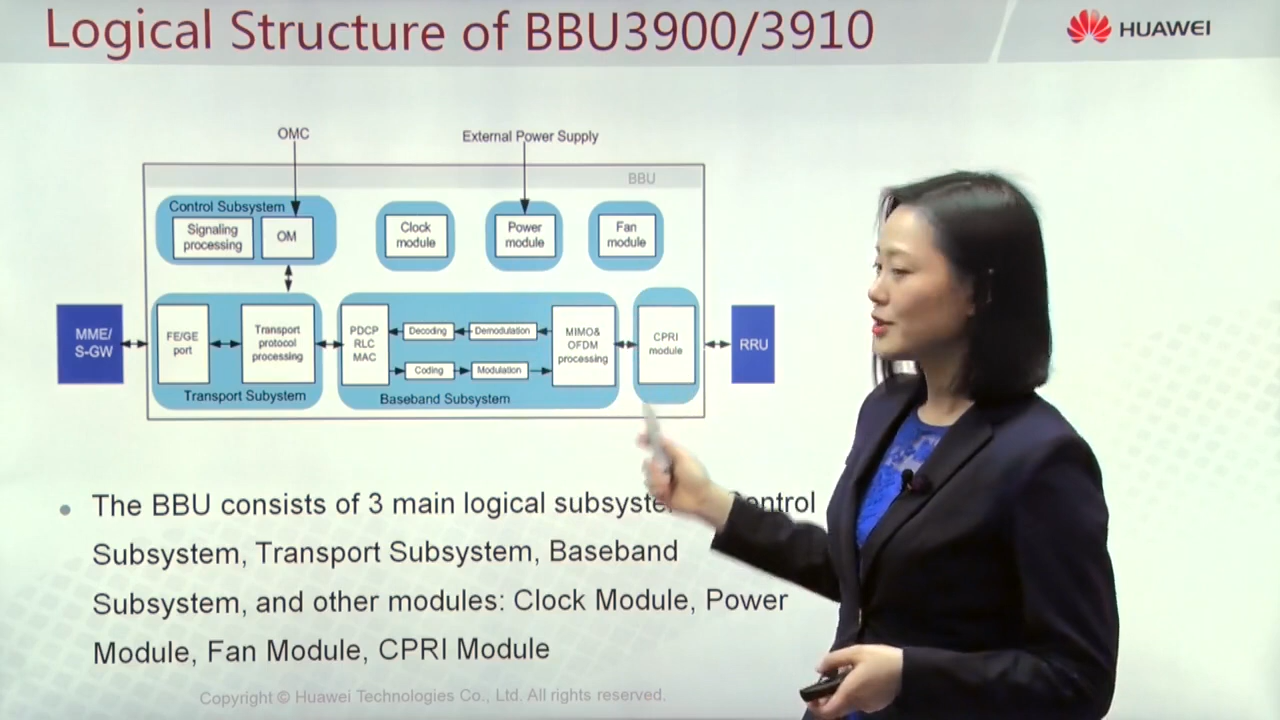 Logical Structure of BBU3900/3910
HUAWEI
OMC
External Power Supply
BBU
Control Subsystem
Signaling
processing
OM
Clock
module
Power
module
Fan
module
MME/
S-GW
FE/GE
port
Transport
protocol
processing
Transport Subystem
PDCP
RLC
MAC
Decoding
Demodulation
Coding
Modulation
MIMO&
OFDM
processing
Baseband Subsystem
CPRI
module
RRU
• The BBU consists of 3 main logical
Subsystem, Transport Subsystem, Baseband
Subsystem, and other modules: Clock Module, Power
Module, Fan Module, CPRI Module
Copyright © Huawei Technologies Co., Ltd. All rights reserved.